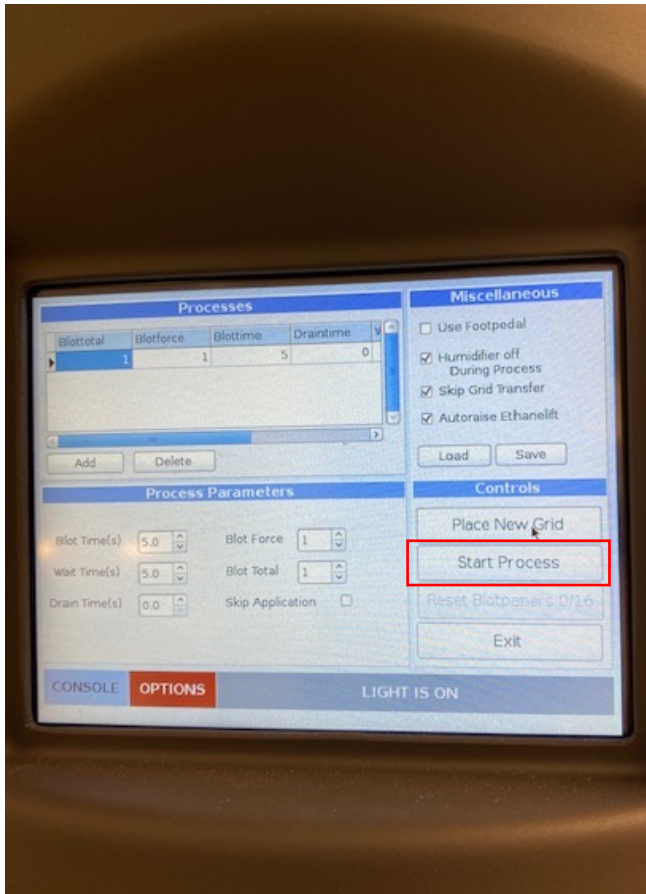 Processes
Blottotal Blotforce Blottime Draintime
1 1 5 0
Add Delete
Miscellaneous
Use Footpedal
Humidifier off
During Process
Skip Grid Transfer
Autoraise Ethanelift
Load Save
Process Parameters
Blot Time(s) 5.0 Blot Force 1
Wait Time(s) 5.0 Blot Total 1
Drain Time(s) 0.0 Skip Application
Controls
Place New Grid
Start Process
Reset Blotpapers 0/16
Exit
CONSOLE OPTIONS LIGHT IS ON